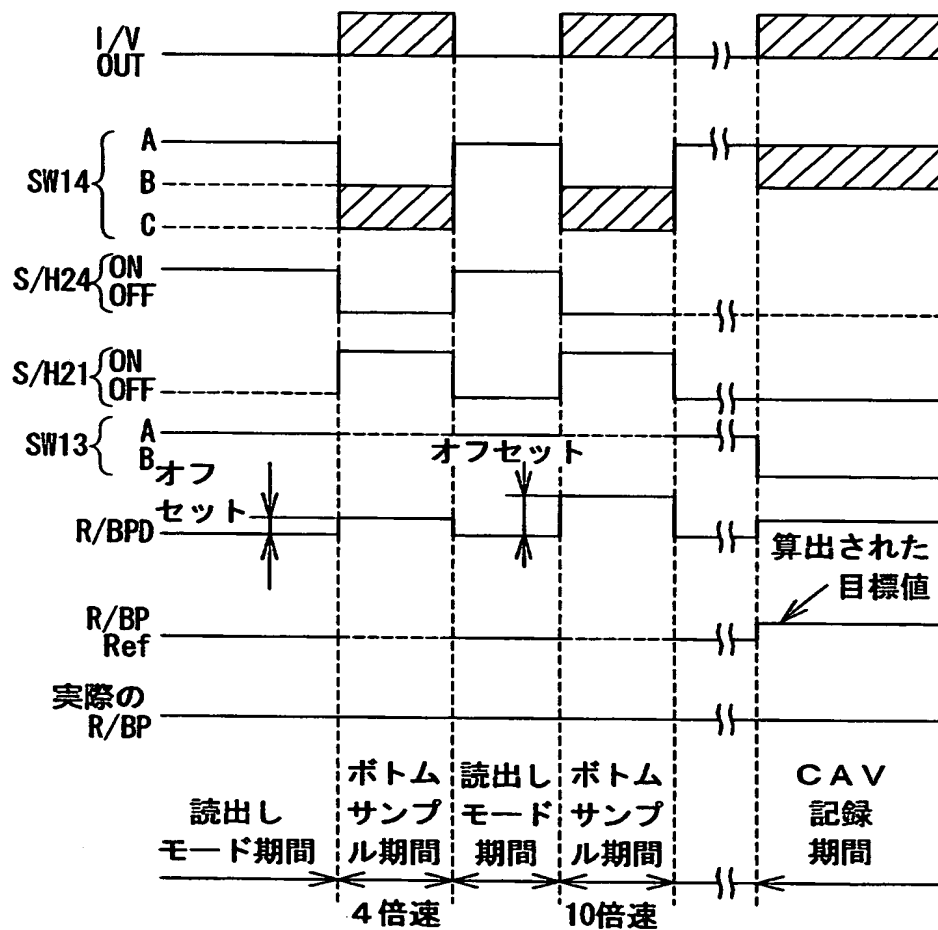 I/V
OUT
SW14
A
B
C
S/H24
ON
OFF
S/H21
ON
OFF
SW13
A
B
オフ
セット
オフセット
R/BPD
算出された
目標値
R/BP
Ref
実際の
R/BP
読出し
モード期間
ボトム
サンプ
ル期間
読出し
モード
期間
ボトム
サンプ
ル期間
CAV
記録
期間
4倍速
10倍速